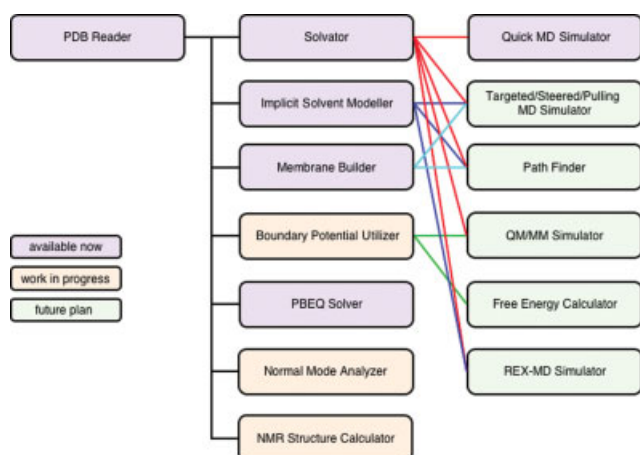 PDB Reader
Solvator
Quick MD Simulator
Implicit Solvent Modeller
Targeted/Steered/Pulling
MD Simulator
Membrane Builder
Path Finder
Boundary Potential Utilizer
QM/MM Simulator
available now
work in progress
future plan
PBEQ Solver
Free Energy Calculator
Normal Mode Analyzer
REX-MD Simulator
NMR Structure Calculator